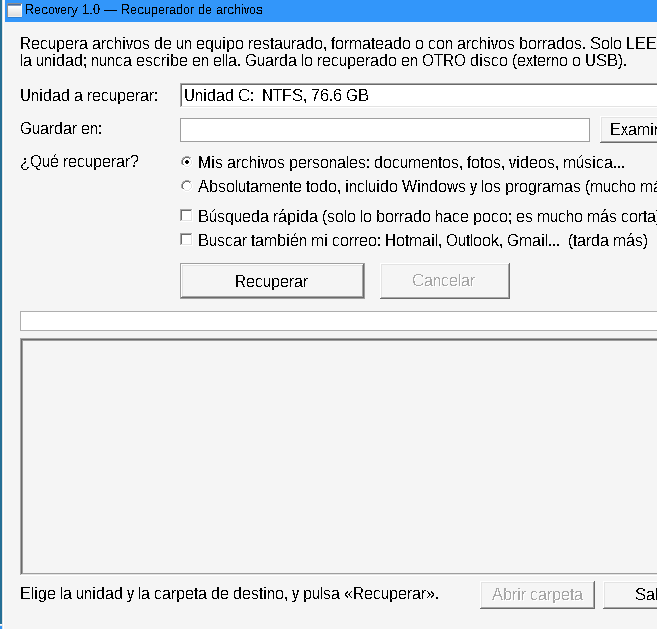 Recovery 1.0 — Recuperador de archivos
Recupera archivos de un equipo restaurado, formateado o con archivos borrados. Solo LEE
la unidad; nunca escribe en ella. Guarda lo recuperado en OTRO disco (externo o USB).
Unidad a recuperar: Unidad C: NTFS, 76.6 GB
Guardar en: Examin
¿Qué recuperar? Mis archivos personales: documentos, fotos, videos, música...
Absolutamente todo, incluido Windows y los programas (mucho má
Búsqueda rápida (solo lo borrado hace poco; es mucho más corta)
Buscar también mi correo: Hotmail, Outlook, Gmail... (tarda más)
Recuperar Cancelar
Elige la unidad y la carpeta de destino, y pulsa «Recuperar». Abrir carpeta Sal